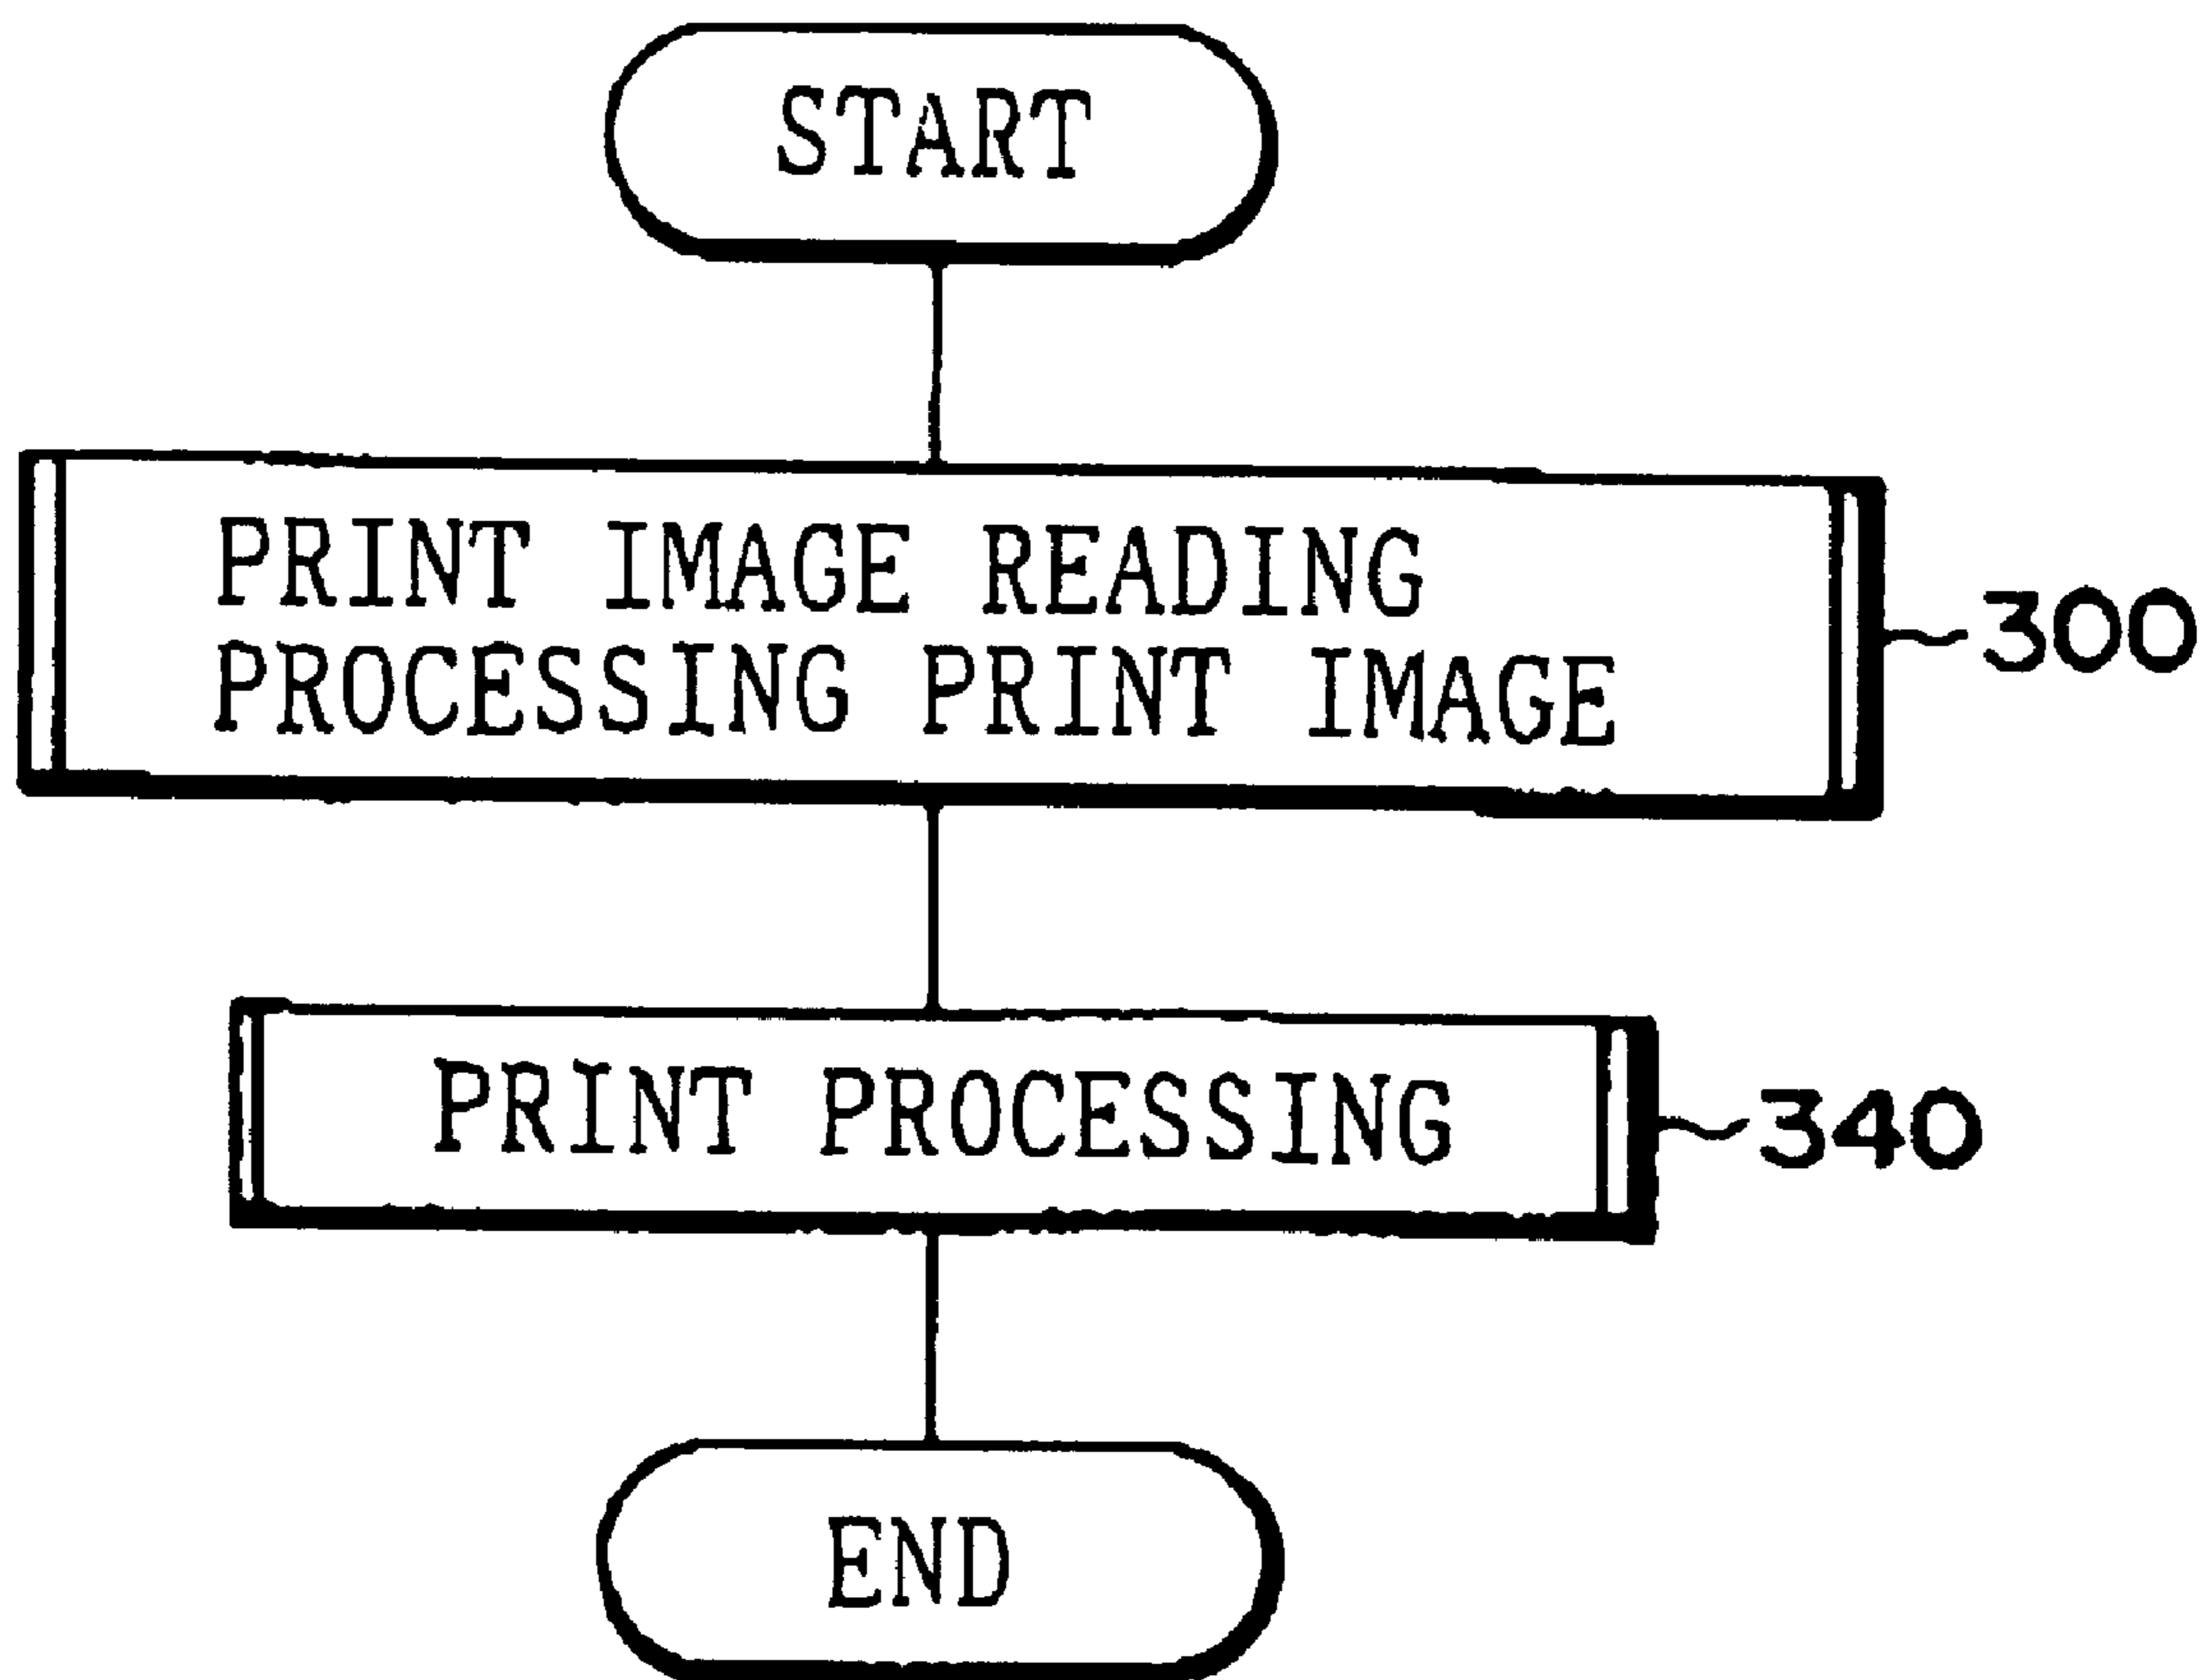 START
PRINT IMAGE READING
PROCESSING PRINT IMAGE
300
PRINT PROCESSING
340
END